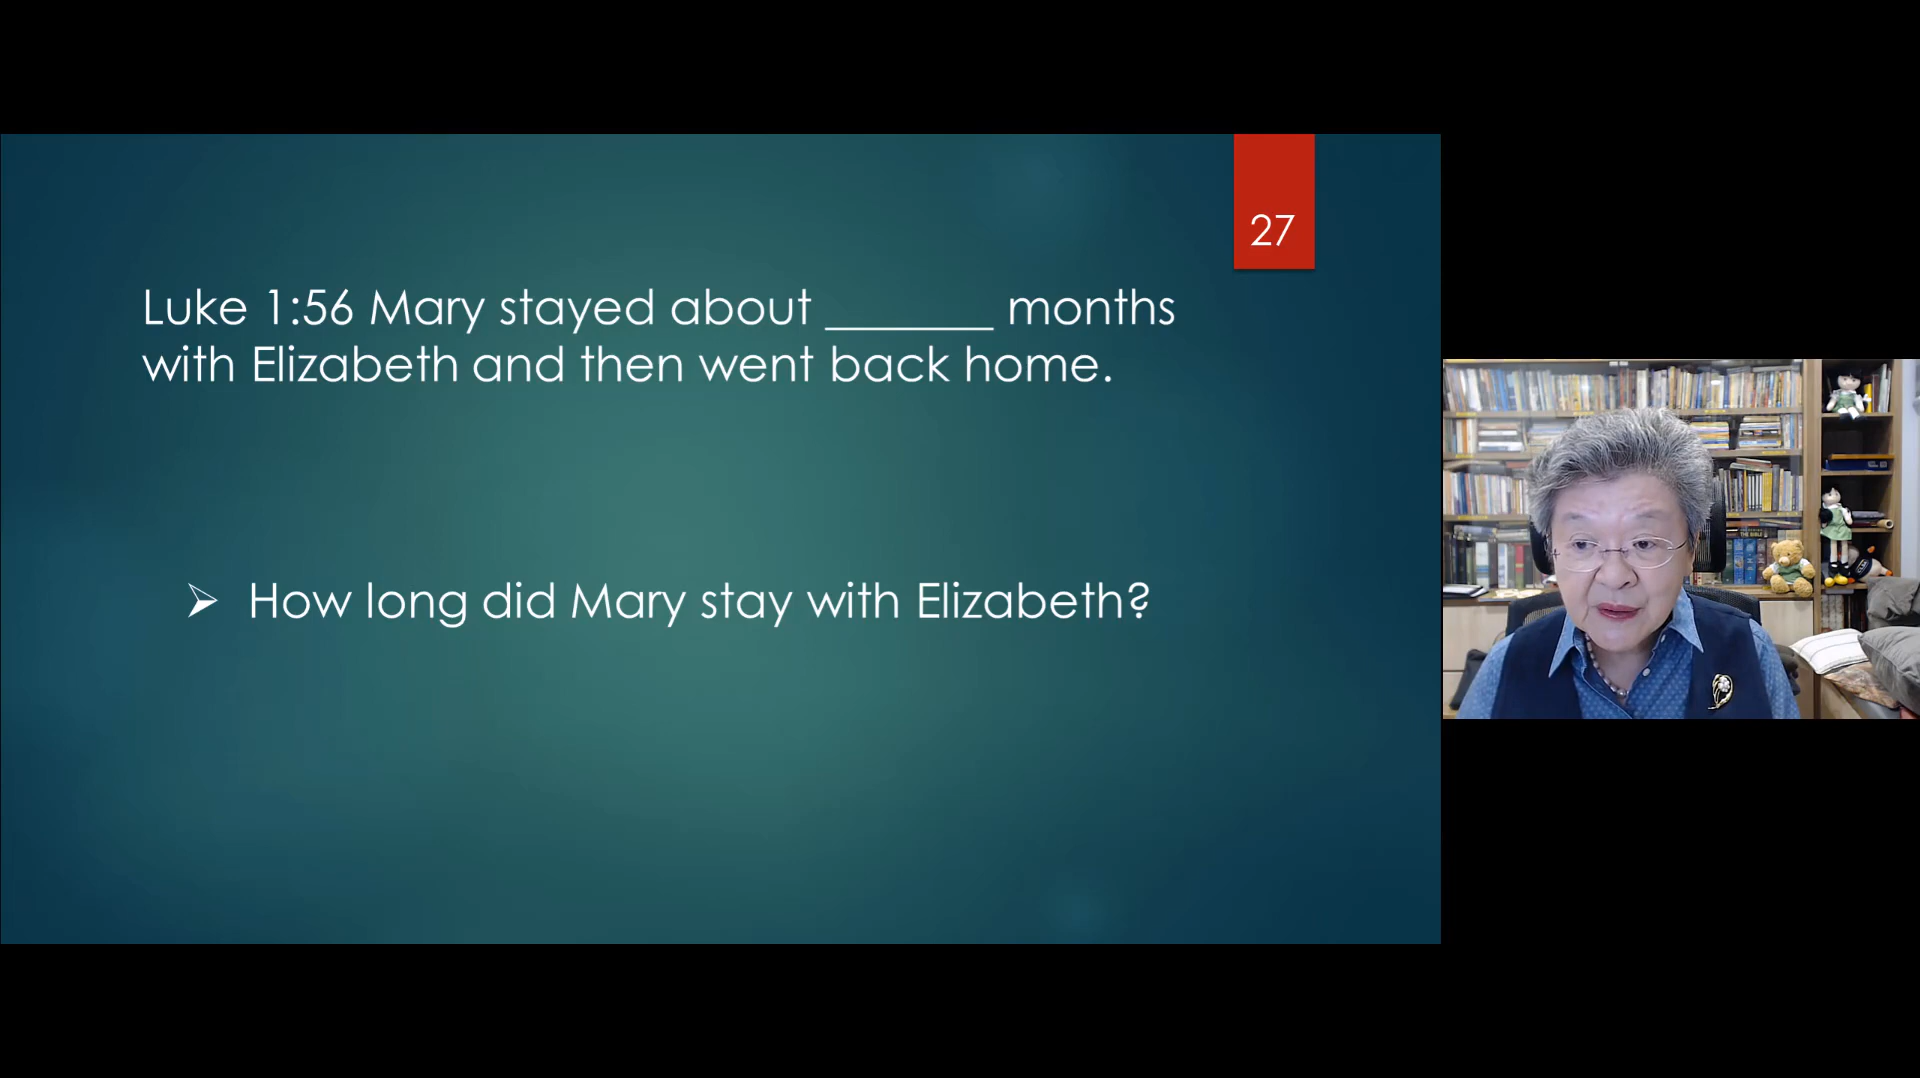 27
Luke 1:56 Mary stayed about _______ months
with Elizabeth and then went back home.
➢ How long did Mary stay with Elizabeth?